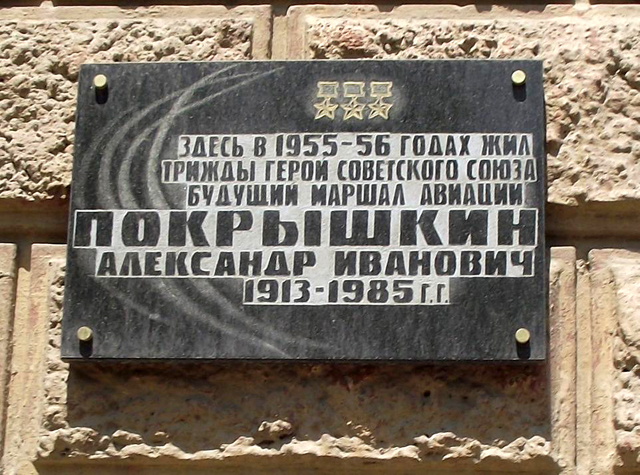 ЗДЕСЬ В 1955-56 ГОДАХ ЖИЛ
ТРИЖДЫ ГЕРОЙ СОВЕТСКОГО СОЮЗА
БУДУЩИЙ МАРШАЛ АВИАЦИИ
ПОКРЫШКИН
АЛЕКСАНДР ИВАНОВИЧ
1913-1985 Г.Г.